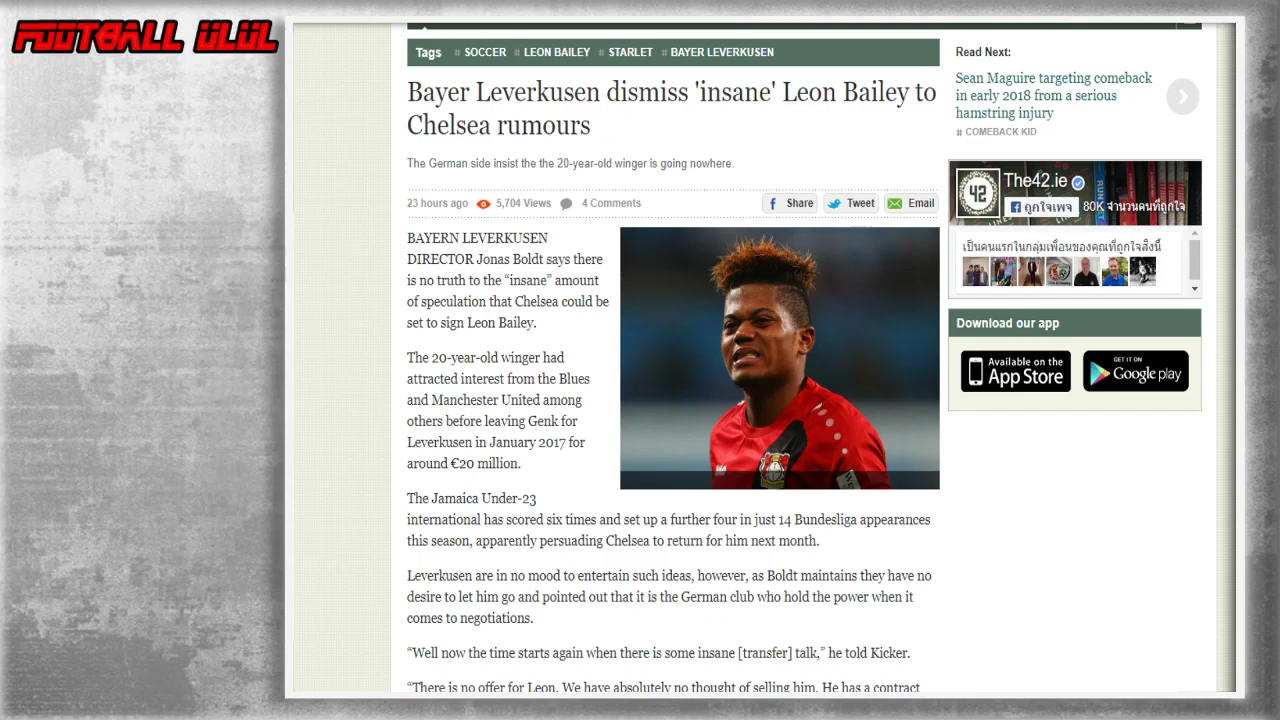 FOOTBALL ULUL
Tags # SOCCER # LEON BAILEY # STARLET # BAYER LEVERKUSEN
Bayer Leverkusen dismiss 'insane' Leon Bailey to
Chelsea rumours
The German side insist the the 20-year-old winger is going nowhere.
23 hours ago 5,704 Views 4 Comments
Share Tweet Email
BAYERN LEVERKUSEN
DIRECTOR Jonas Boldt says there
is no truth to the “insane” amount
of speculation that Chelsea could be
set to sign Leon Bailey.
The 20-year-old winger had
attracted interest from the Blues
and Manchester United among
others before leaving Genk for
Leverkusen in January 2017 for
around €20 million.
The Jamaica Under-23
international has scored six times and set up a further four in just 14 Bundesliga appearances
this season, apparently persuading Chelsea to return for him next month.
Leverkusen are in no mood to entertain such ideas, however, as Boldt maintains they have no
desire to let him go and pointed out that it is the German club who hold the power when it
comes to negotiations.
“Well now the time starts again when there is some insane [transfer] talk,” he told Kicker.
“There is no offer for Leon. We have absolutely no thought of selling him. He has a contract
Read Next:
Sean Maguire targeting comeback
in early 2018 from a serious
hamstring injury
# COMEBACK KID
42
The42.ie
ถูกใจเพจ 80K จำนวนคนที่ถูกใจ
เป็นคนแรกในกลุ่มเพื่อนของคุณที่ถูกใจสิ่งนี้
Download our app
Available on the
App Store
GET IT ON
Google play